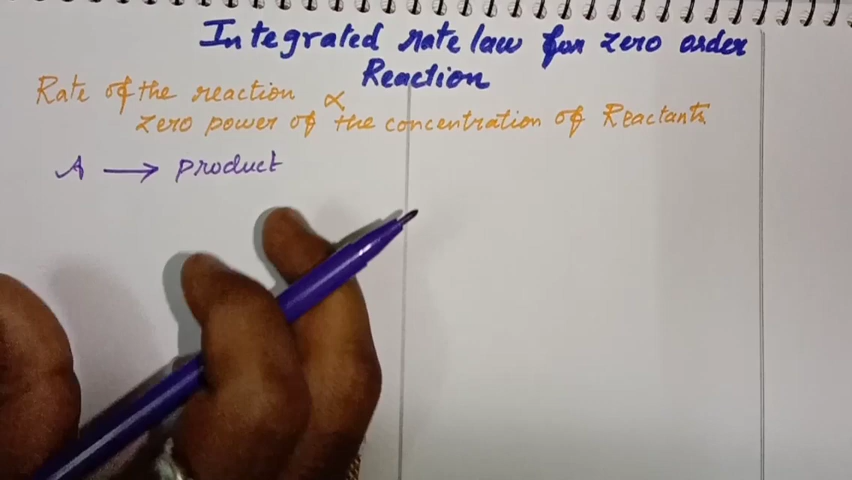 Integrated rate law for zero order
Reaction
Rate of the reaction ∝
zero power of the concentration of Reactants
A ⟶ product